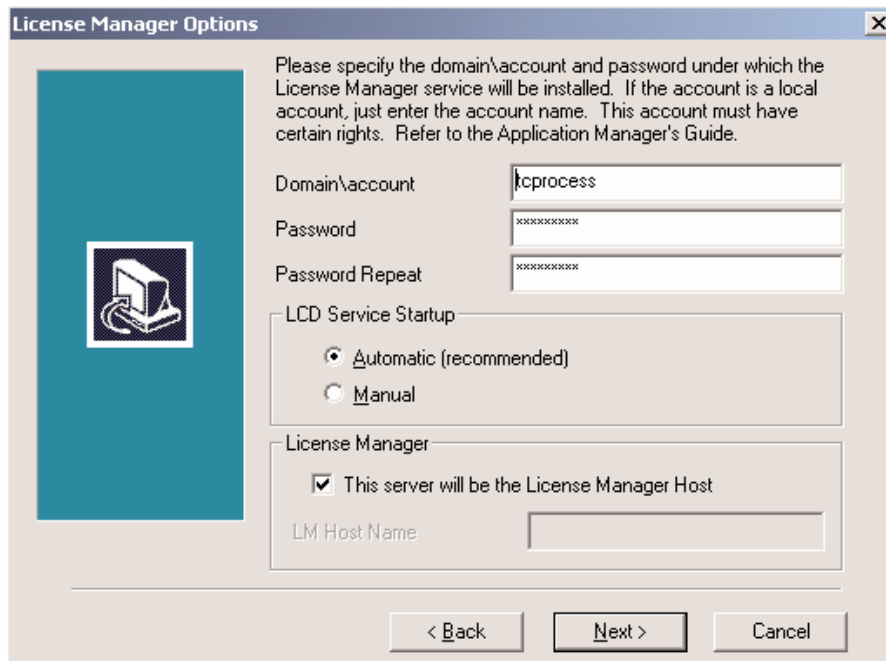 License Manager Options
Please specify the domain\account and password under which the
License Manager service will be installed. If the account is a local
account, just enter the account name. This account must have
certain rights. Refer to the Application Manager's Guide.
Domain\account
tcprocess
Password
xxxxxxxxx
Password Repeat
xxxxxxxxx
LCD Service Startup
Automatic (recommended)
Manual
License Manager
This server will be the License Manager Host
LM Host Name
< Back
Next >
Cancel